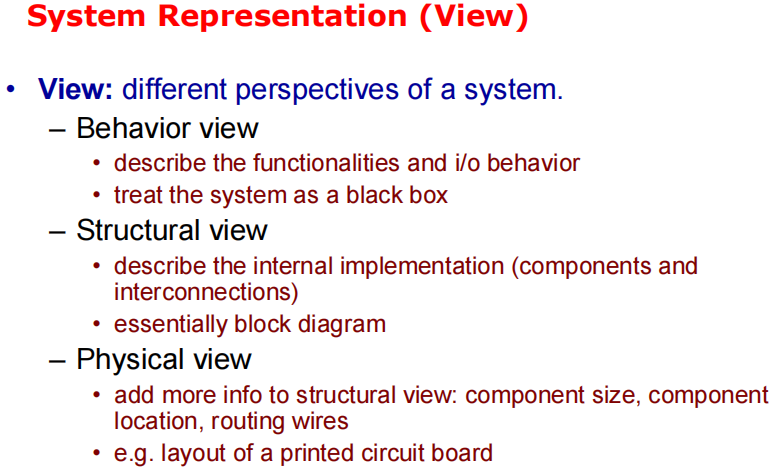 System Representation (View)
• View: different perspectives of a system.
– Behavior view
• describe the functionalities and i/o behavior
• treat the system as a black box
– Structural view
• describe the internal implementation (components and
interconnections)
• essentially block diagram
– Physical view
• add more info to structural view: component size, component
location, routing wires
• e.g. layout of a printed circuit board